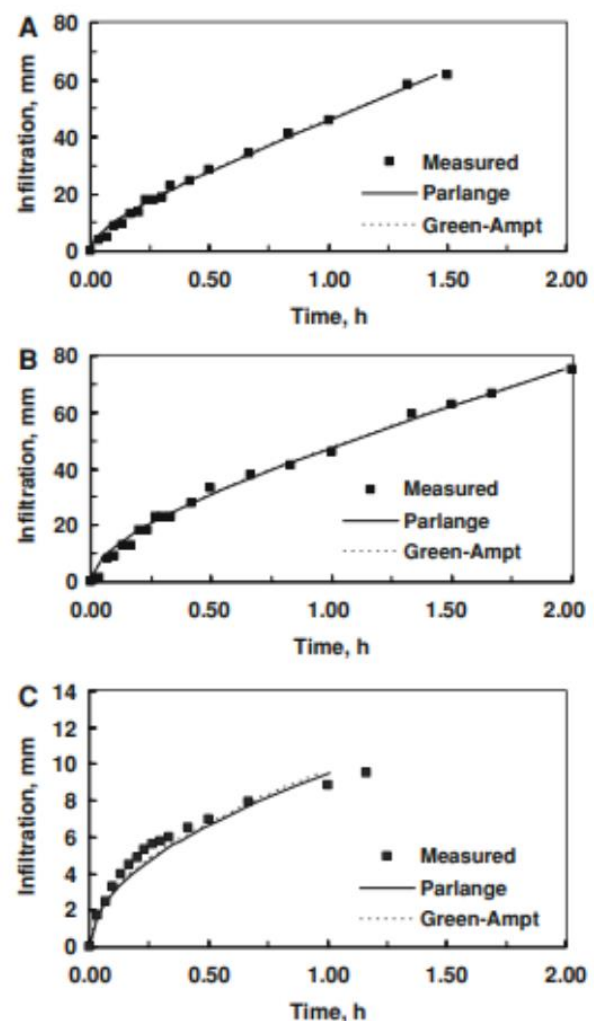 A
80
60
40
20
0
Infiltration, mm
Measured
Parlange
Green-Ampt
0.00 0.50 1.00 1.50 2.00
Time, h
B
80
60
40
20
0
Infiltration, mm
Measured
Parlange
Green-Ampt
0.00 0.50 1.00 1.50 2.00
Time, h
C
14
12
10
8
6
4
2
0
Infiltration, mm
Measured
Parlange
Green-Ampt
0.00 0.50 1.00 1.50 2.00
Time, h